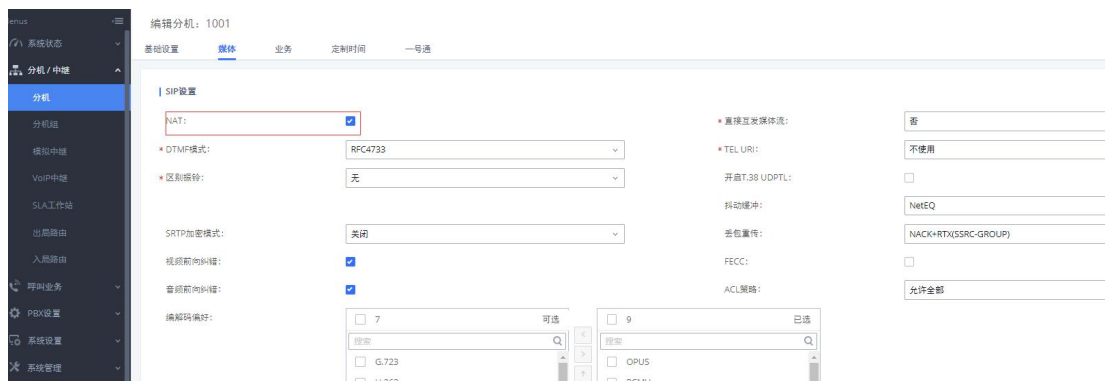 enus
编辑分机：1001
系统状态
基础设置 媒体 业务 定制时间 一号通
分机 / 中继
SIP设置
分机
NAT：
* 直接互发媒体流： 否
分机组
* DTMF模式： RFC4733
* TEL URI： 不使用
模拟中继
* 区别振铃： 无
开启T.38 UDPTL：
VoIP中继
抖动缓冲： NetEQ
SLA工作站
SRTP加密模式： 关闭
丢包重传： NACK+RTX(SSRC-GROUP)
出局路由
视频前向纠错：
FECC：
入局路由
音频前向纠错：
ACL策略： 允许全部
呼叫业务
编解码偏好：
7 可选
9 已选
PBX设置
搜索
搜索
系统设置
G.723
OPUS
系统管理